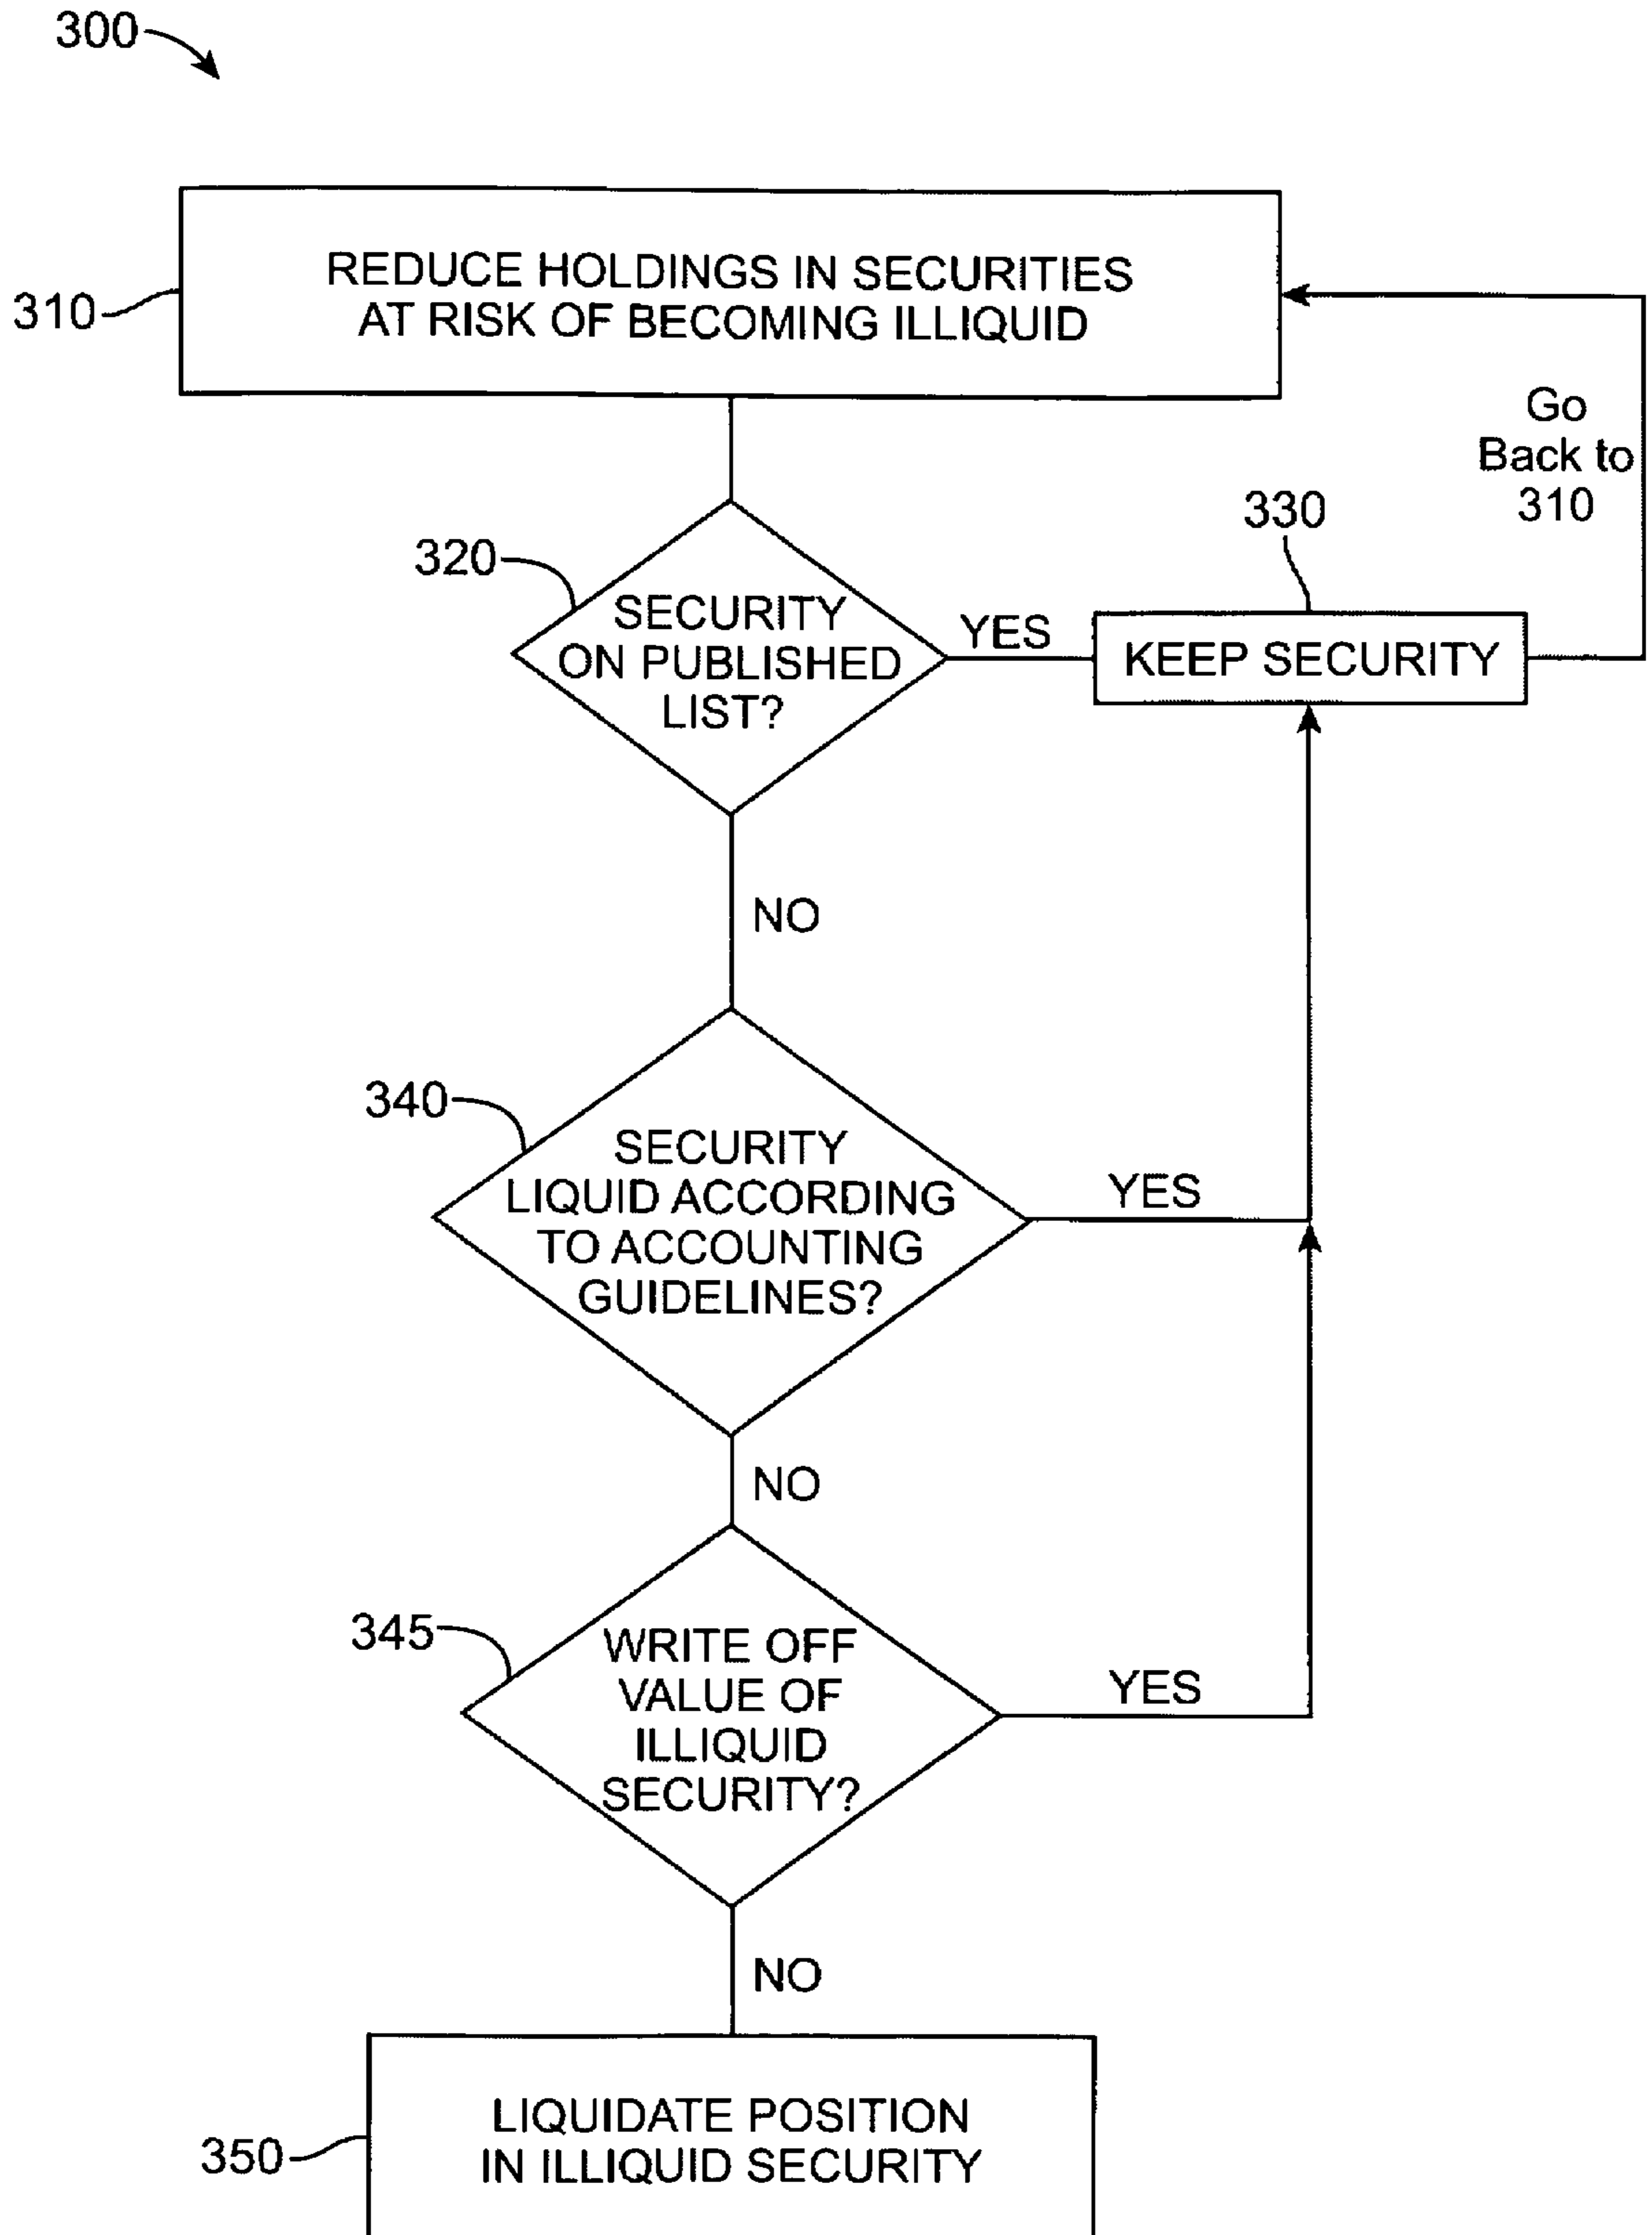 300
310
REDUCE HOLDINGS IN SECURITIES
AT RISK OF BECOMING ILLIQUID
Go
Back to
310
320
SECURITY
ON PUBLISHED
LIST?
YES
330
KEEP SECURITY
NO
340
SECURITY
LIQUID ACCORDING
TO ACCOUNTING
GUIDELINES?
YES
NO
345
WRITE OFF
VALUE OF
ILLIQUID
SECURITY?
YES
NO
350
LIQUIDATE POSITION
IN ILLIQUID SECURITY